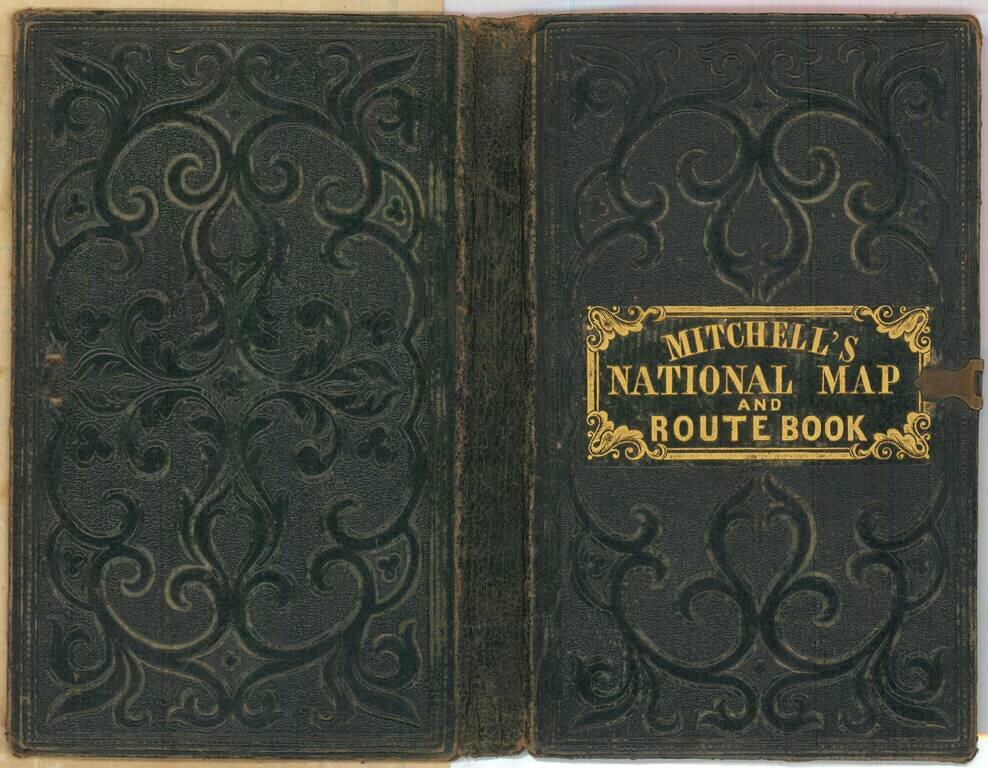 MITCHELL'S
NATIONAL MAP
AND
ROUTE BOOK